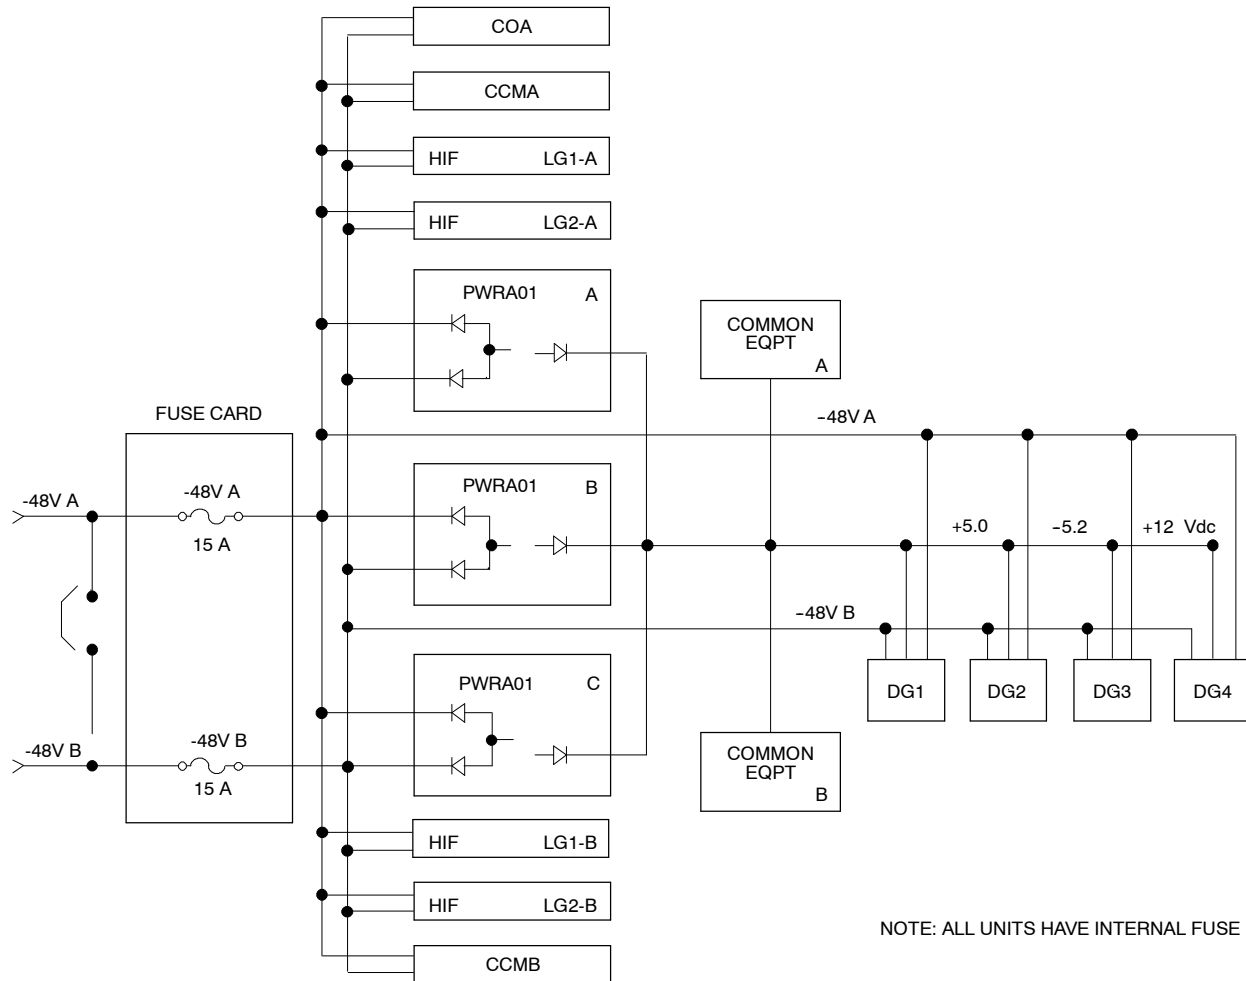 COA
CCMA
HIF LG1-A
HIF LG2-A
PWRA01 A
COMMON
EQPT
A
FUSE CARD
--48V A
-48V A
-48V A
15 A
PWRA01 B
+5.0 --5.2 +12 Vdc
--48V B
PWRA01 C
DG1 DG2 DG3 DG4
-48V B
-48V B
15 A
COMMON
EQPT
B
HIF LG1-B
HIF LG2-B
NOTE: ALL UNITS HAVE INTERNAL FUSE
CCMB